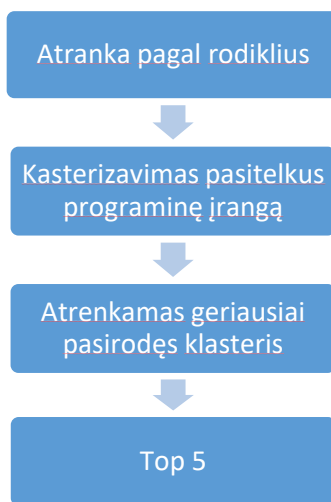 Atranka pagal rodiklius
Kasterizavimas pasitelkus
programinę įrangą
Atrenkamas geriausiai
pasirodęs klasteris
Top 5